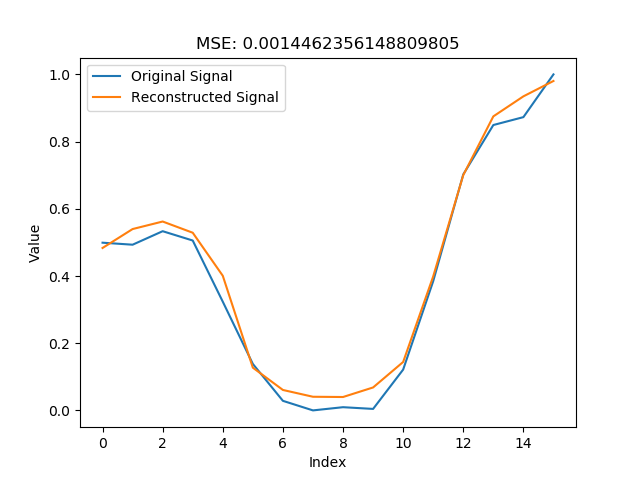 MSE: 0.0014462356148809805
Original Signal
Reconstructed Signal
1.0
0.8
0.6
0.4
0.2
0.0
Value
0 2 4 6 8 10 12 14
Index